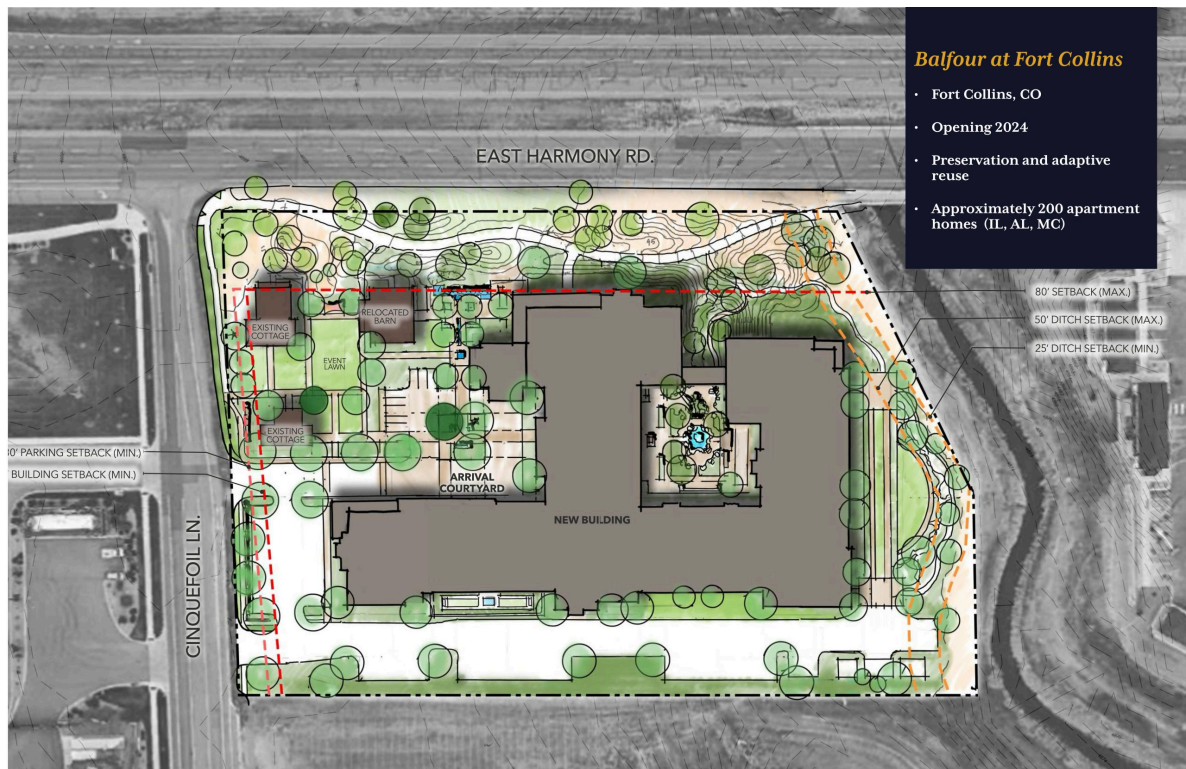 Balfour at Fort Collins
• Fort Collins, CO
• Opening 2024
• Preservation and adaptive
reuse
• Approximately 200 apartment
homes (IL, AL, MC)
EAST HARMONY RD.
80' SETBACK (MAX.)
50' DITCH SETBACK (MAX.)
25' DITCH SETBACK (MIN.)
EXISTING
COTTAGE
RELOCATED
BARN
EVENT
LAWN
EXISTING
COTTAGE
0' PARKING SETBACK (MIN.)
BUILDING SETBACK (MIN.)
ARRIVAL
COURTYARD
NEW BUILDING
CINQUEFOIL LN.